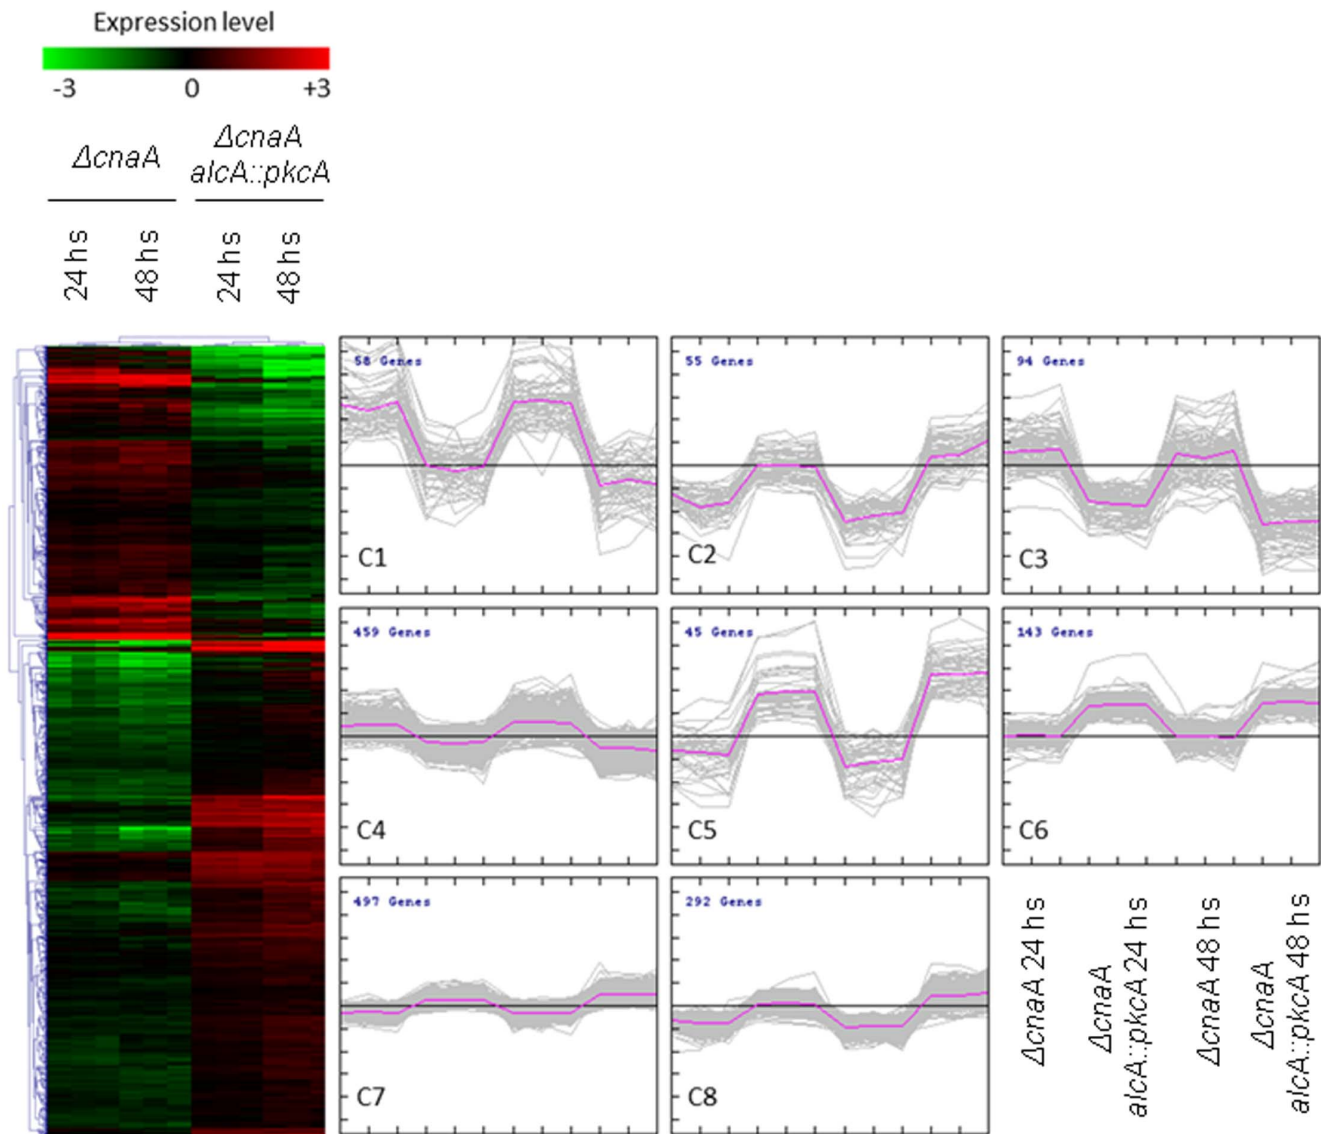 Expression level
-3 0 +3
ΔcnaA
ΔcnaA
alcA::pkcA
24 hs
48 hs
24 hs
48 hs
58 Genes
C1
55 Genes
C2
94 Genes
C3
459 Genes
C4
45 Genes
C5
143 Genes
C6
497 Genes
C7
292 Genes
C8
ΔcnaA 24 hs
ΔcnaA
alcA::pkcA 24 hs
ΔcnaA 48 hs
ΔcnaA
alcA::pkcA 48 hs